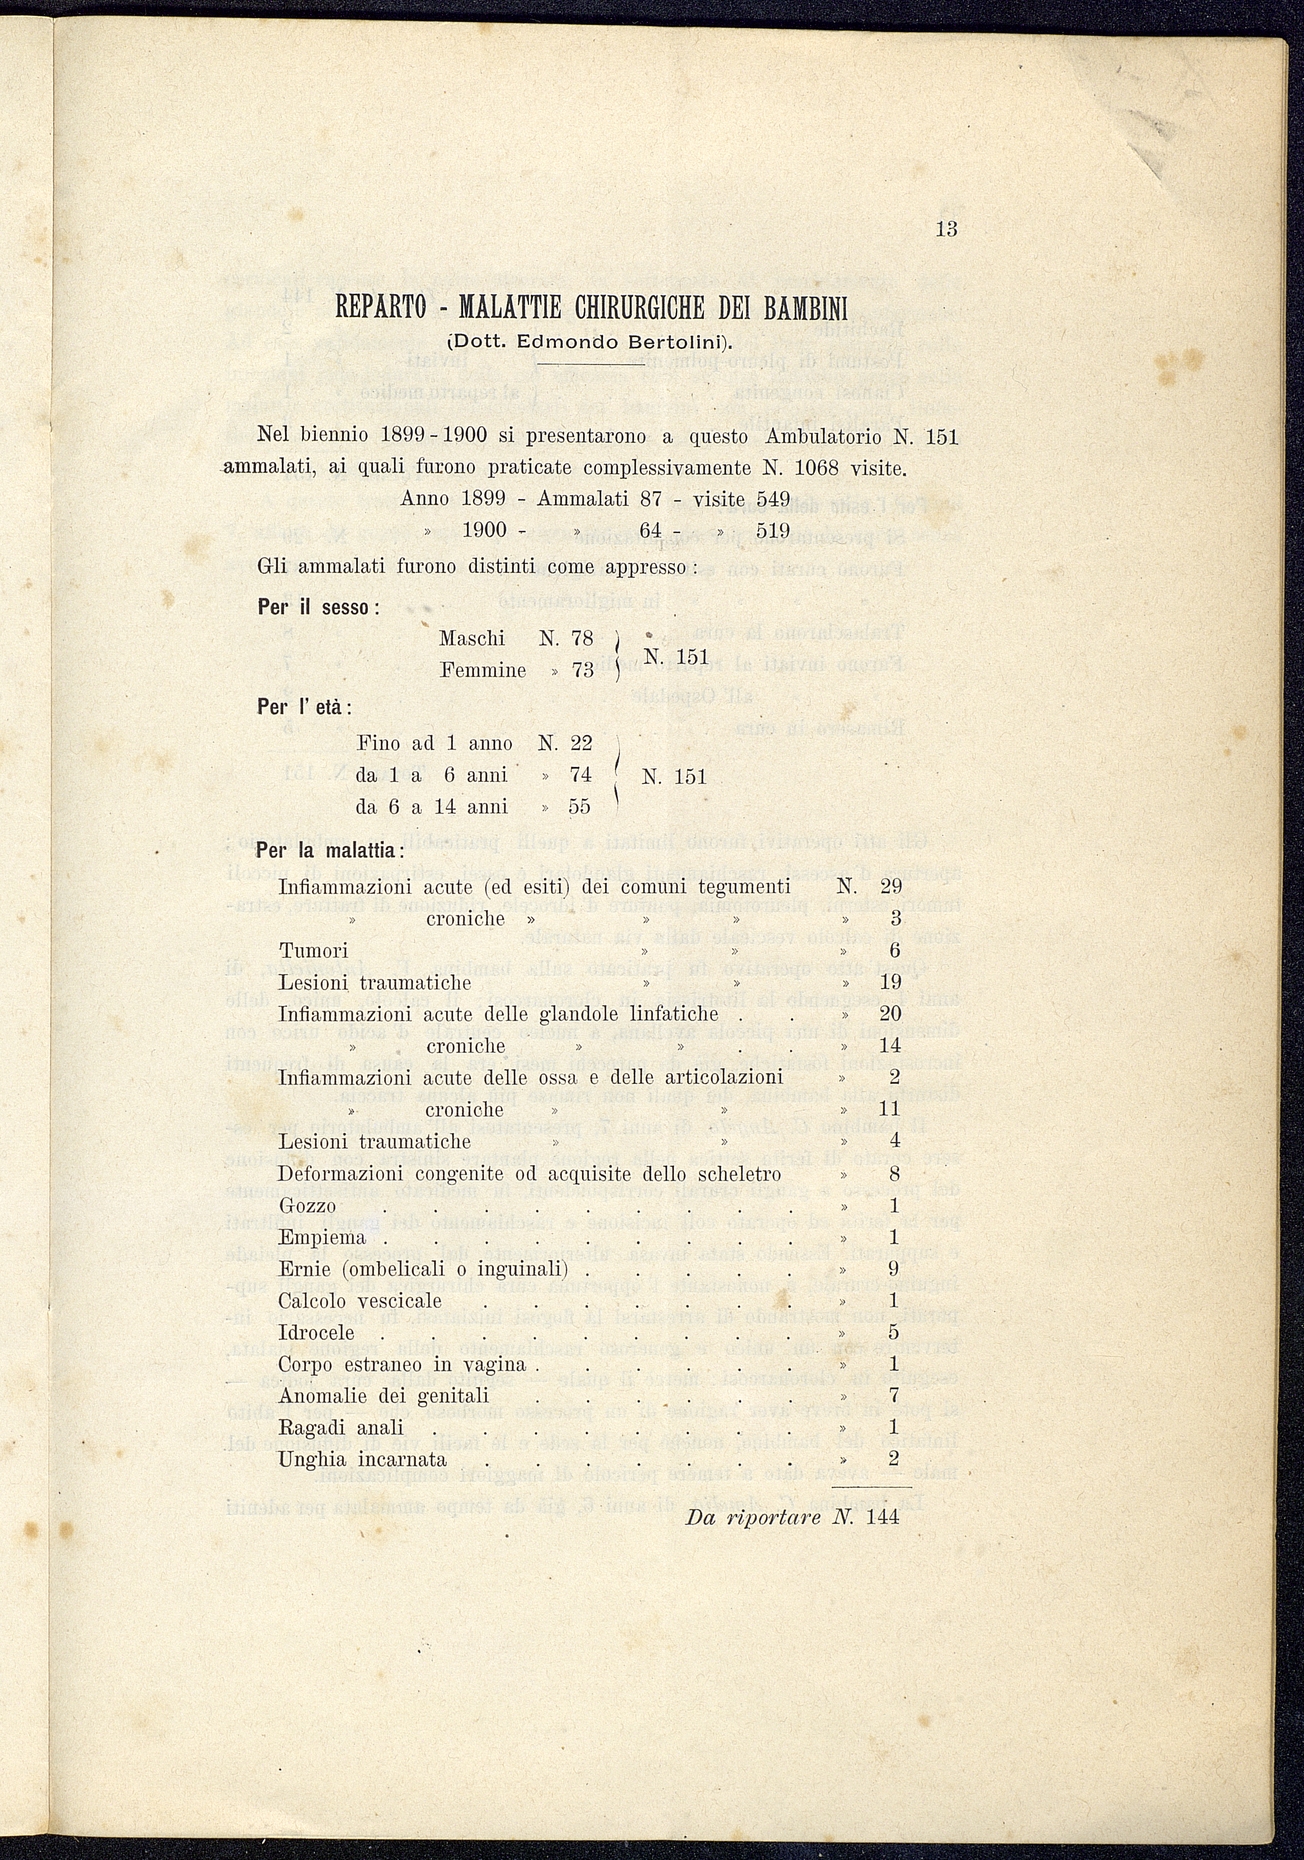 13
REPARTO - MALATTIE CHIRURGICHE DEI BAMBINI
(Dott. Edmondo Bertolini).
Nel biennio 1899-1900 si presentarono a questo Ambulatorio N. 151
ammalati, ai quali furono praticate complessivamente N. 1068 visite.
Anno 1899 - Ammalati 87 - visite 549
» 1900 - » 64 - » 519
Gli ammalati furono distinti come appresso:
Per il sesso:
Maschi N. 78
Femmine » 73
} N. 151
Per l' età:
Fino ad 1 anno N. 22
da 1 a 6 anni » 74
da 6 a 14 anni » 55
} N. 151
Per la malattia:
Infiammazioni acute (ed esiti) dei comuni tegumenti N. 29
» croniche » » » » 3
Tumori » » » 6
Lesioni traumatiche » » » 19
Infiammazioni acute delle glandole linfatiche . . » 20
» croniche » » . . » 14
Infiammazioni acute delle ossa e delle articolazioni » 2
» croniche » » » 11
Lesioni traumatiche » » » 4
Deformazioni congenite od acquisite dello scheletro » 8
Gozzo . . . . . . . . . » 1
Empiema . . . . . . . . . » 1
Ernie (ombelicali o inguinali) . . . . . » 9
Calcolo vescicale . . . . . . . » 1
Idrocele . . . . . . . . . » 5
Corpo estraneo in vagina . . . . . . » 1
Anomalie dei genitali . . . . . . » 7
Ragadi anali . . . . . . . . » 1
Unghia incarnata . . . . . . . » 2
Da riportare N. 144